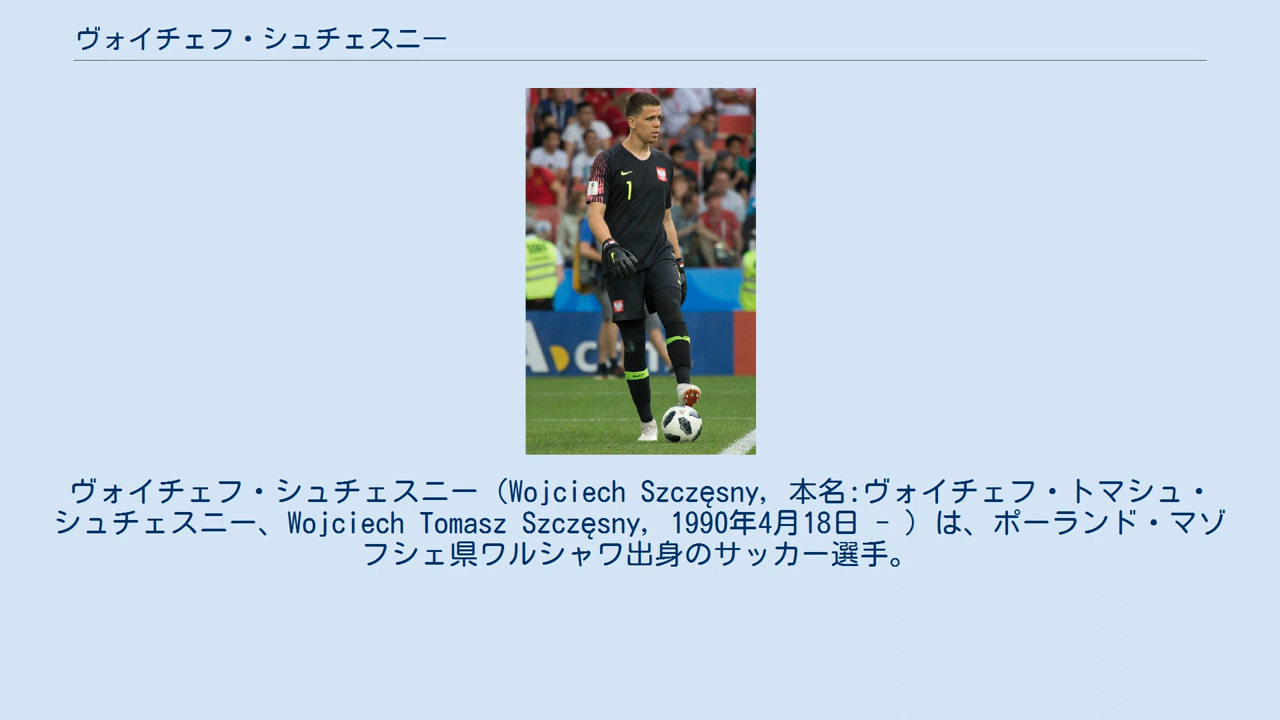 ヴォイチェフ・シュチェスニー
1
A
c
ヴォイチェフ・シュチェスニー (Wojciech Szczęsny, 本名:ヴォイチェフ・トマシュ・
シュチェスニー、Wojciech Tomasz Szczęsny, 1990年4月18日 - ) は、ポーランド・マゾ
フシェ県ワルシャワ出身のサッカー選手。